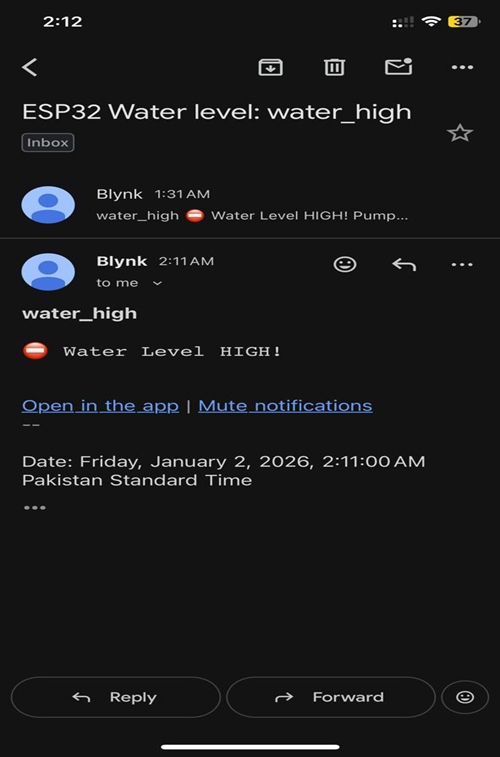 2:12
37
ESP32 Water level: water_high
Inbox
Blynk 1:31 AM
water_high ⛔ Water Level HIGH! Pump...
Blynk 2:11 AM
to me
water_high
⛔ Water Level HIGH!
Open in the app | Mute notifications
--
Date: Friday, January 2, 2026, 2:11:00 AM
Pakistan Standard Time
Reply
Forward